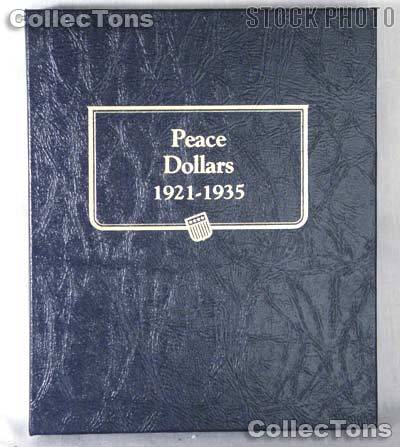 CollecTons
STOCK PHOTO
Peace
Dollars
1921-1935
CollecTons